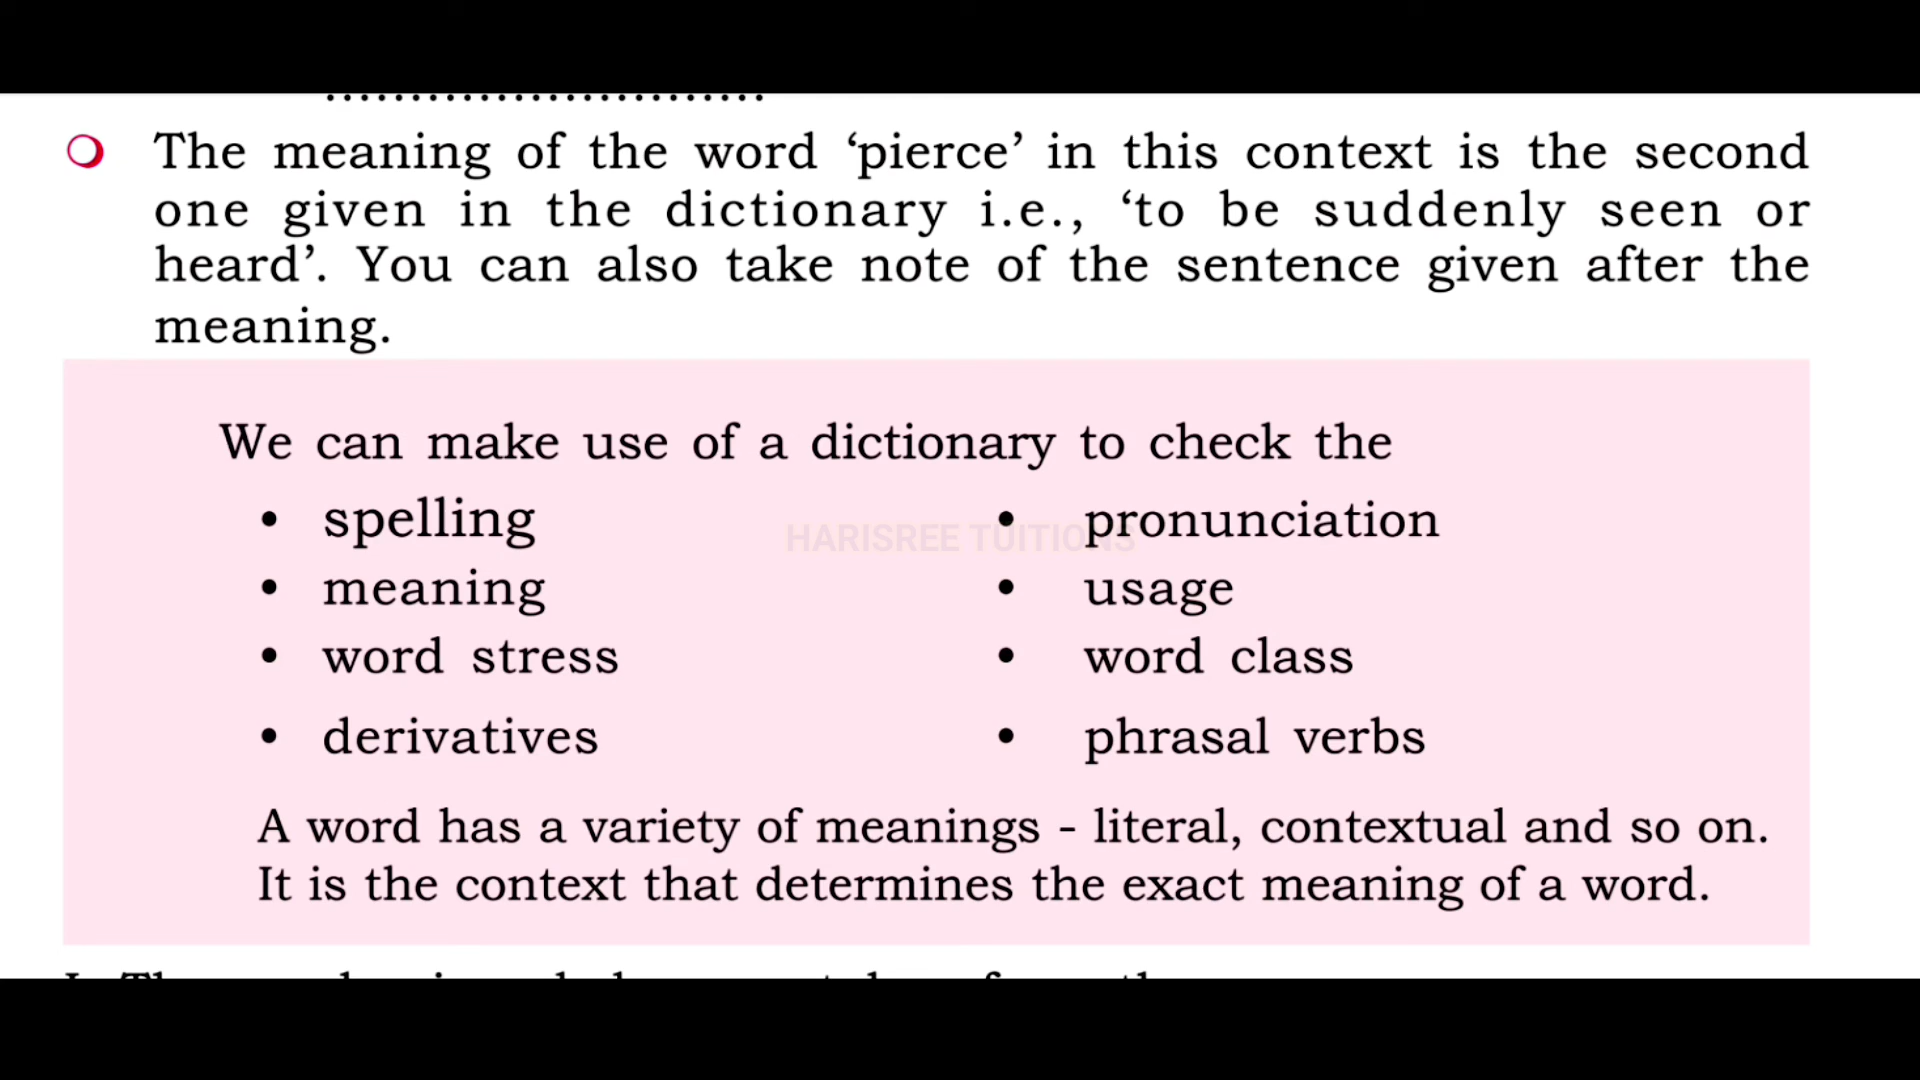 The meaning of the word ‘pierce’ in this context is the second
one given in the dictionary i.e., ‘to be suddenly seen or
heard’. You can also take note of the sentence given after the
meaning.
We can make use of a dictionary to check the
• spelling • pronunciation
HARISREE TUITIONS
• meaning • usage
• word stress • word class
• derivatives • phrasal verbs
A word has a variety of meanings - literal, contextual and so on.
It is the context that determines the exact meaning of a word.